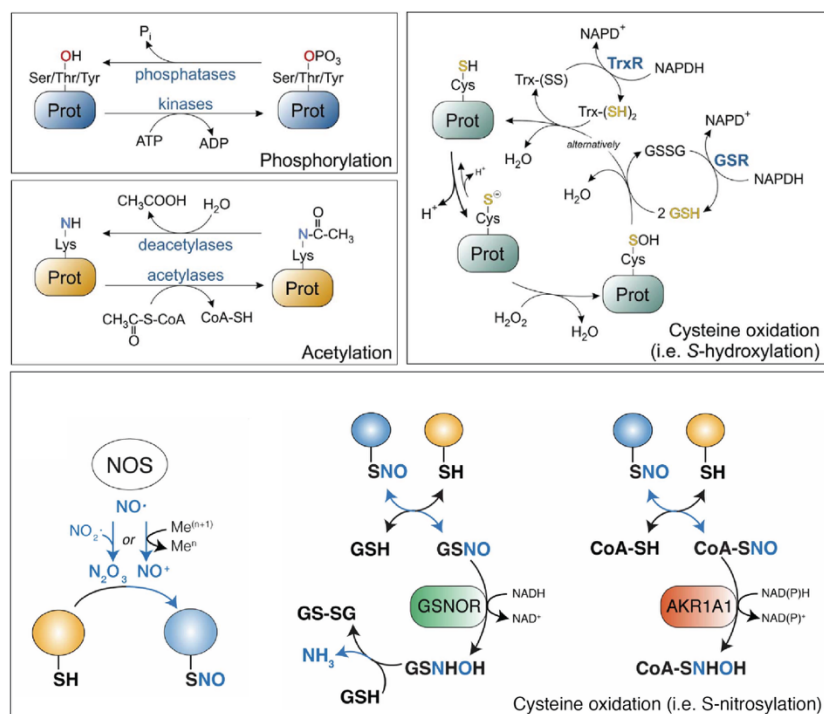 OH
Pi
OPO3
Ser/Thr/Tyr
phosphatases
Ser/Thr/Tyr
Prot
kinases
Prot
ATP
ADP
Phosphorylation
CH3COOH
H2O
NH
O
N-C-CH3
Lys
deacetylases
Lys
Prot
acetylases
Prot
CH3C-S-CoA
O
CoA-SH
Acetylation
NAPD+
SH
TrxR
Cys
Trx-(SS)
NAPDH
Prot
Trx-(SH)2
alternatively
NAPD+
H2O
GSSG
GSR
H+
H+
S⊖
H2O
NAPDH
Cys
2 GSH
Prot
SOH
Cys
Prot
H2O2
H2O
Cysteine oxidation
(i.e. S-hydroxylation)
NOS
NO·
NO2·
or
Me(n+1)
Men
N2O3
NO+
SH
SNO
SNO
SH
GSH
GSNO
GSNOR
NADH
NAD+
GS-SG
NH3
GSNHOH
GSH
SNO
SH
CoA-SH
CoA-SNO
AKR1A1
NAD(P)H
NAD(P)+
CoA-SNHOH
Cysteine oxidation (i.e. S-nitrosylation)